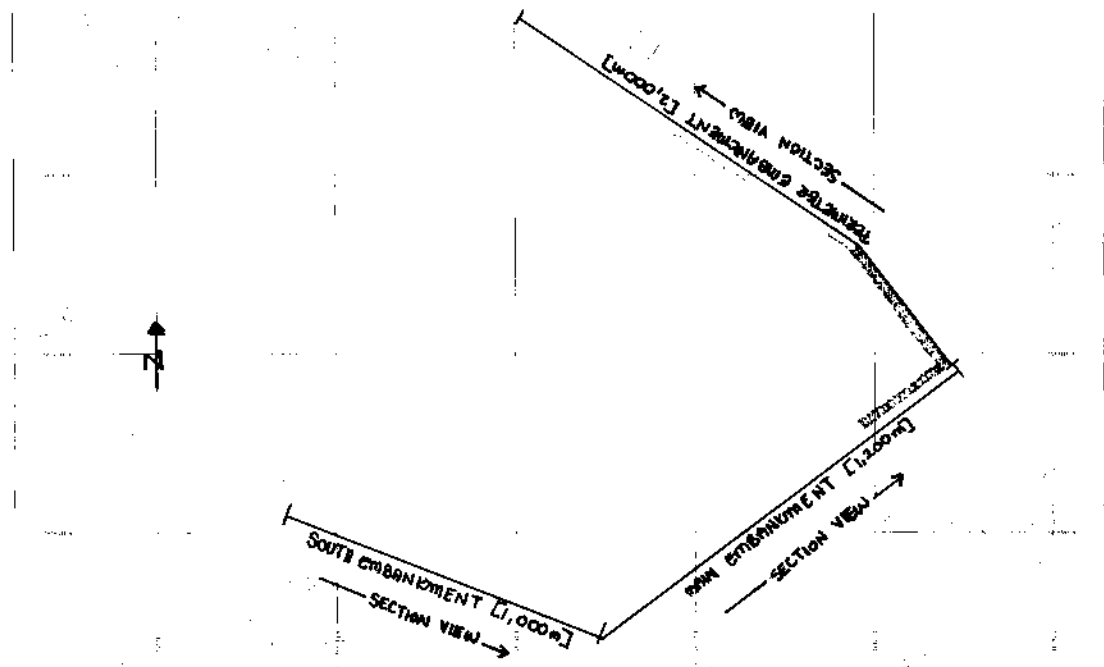 PERIMETER EMBANKMENT [2,000m]
SECTION VIEW
N
MAIN EMBANKMENT [1,200m]
SECTION VIEW
SOUTH EMBANKMENT [1,000m]
SECTION VIEW